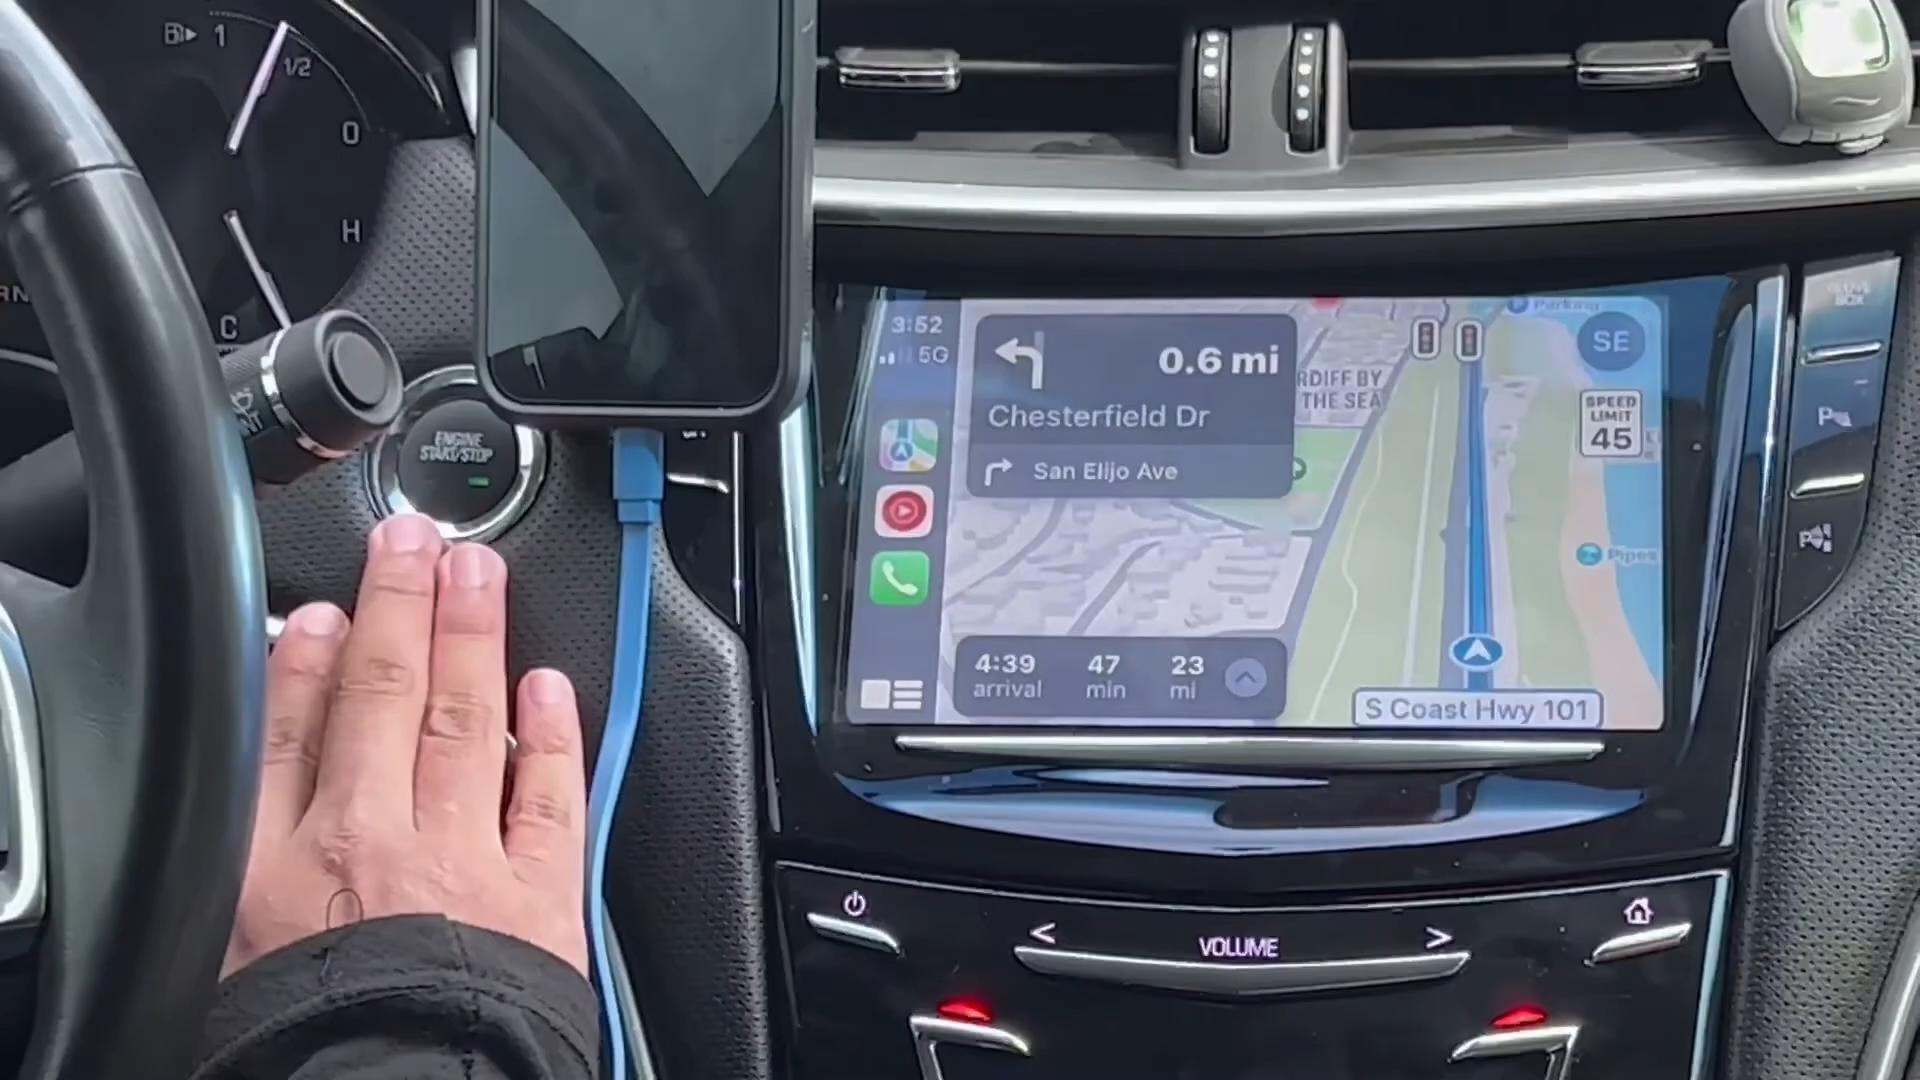 1
1/2
0
H
C
ENGINE
START/STOP
3:52
5G
0.6 mi
Chesterfield Dr
San Elijo Ave
RDIFF BY
THE SEA
Parking
SE
SPEED
LIMIT
45
Pipes
4:39
47
23
arrival
min
mi
S Coast Hwy 101
<
VOLUME
>